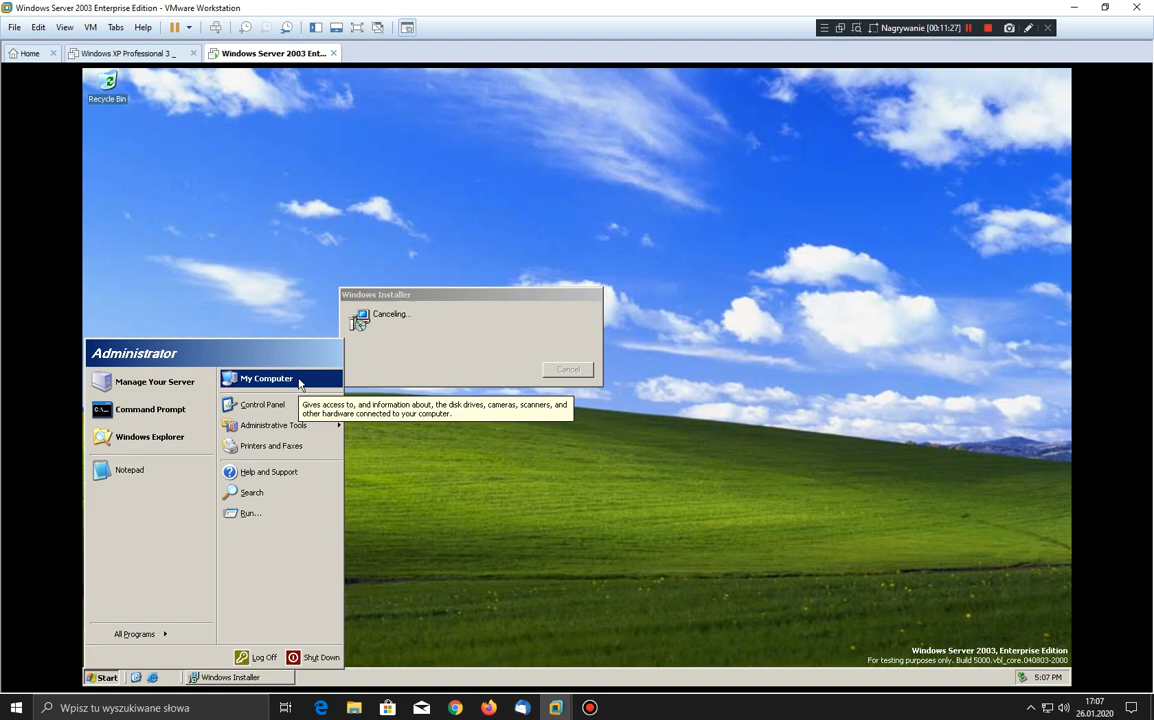 Windows Server 2003 Enterprise Edition - VMware Workstation
File Edit View VM Tabs Help
Nagrywanie [00:11:27]
Home
Windows XP Professional 3 _
Windows Server 2003 Ent...
Recycle Bin
Windows Installer
Canceling...
Cancel
Administrator
Manage Your Server
Command Prompt
Windows Explorer
Notepad
All Programs
My Computer
Control Panel
Administrative Tools
Printers and Faxes
Help and Support
Search
Run...
Gives access to, and information about, the disk drives, cameras, scanners, and
other hardware connected to your computer.
Log Off
Shut Down
Windows Server 2003, Enterprise Edition
For testing purposes only. Build 5000.vbl_core.040803-2000
Start
Windows Installer
5:07 PM
Wpisz tu wyszukiwane słowa
17:07
26.01.2020